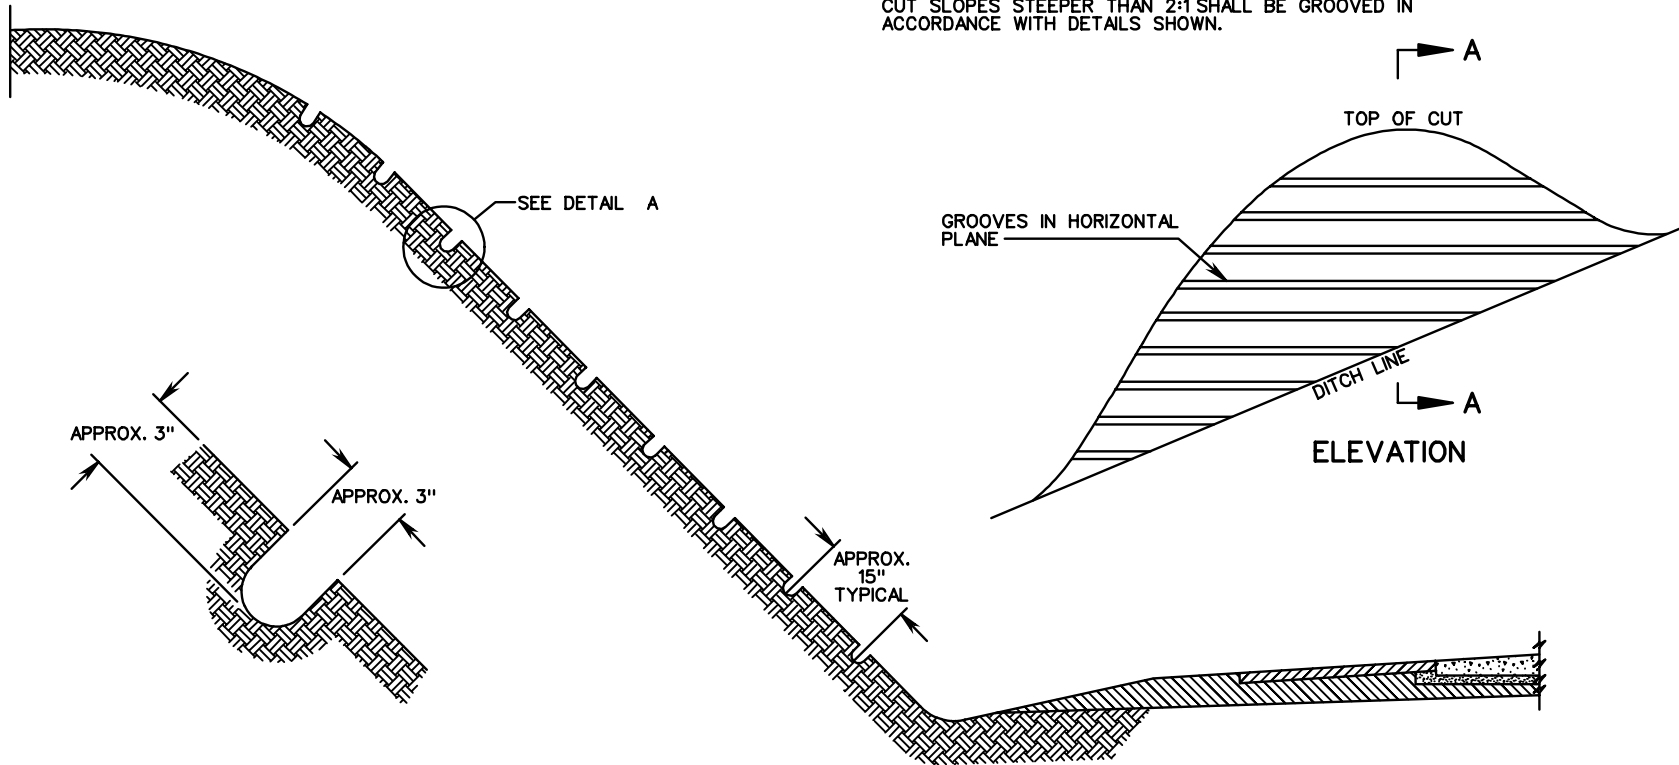 CUT SLOPES STEEPER THAN 2:1 SHALL BE GROOVED IN
ACCORDANCE WITH DETAILS SHOWN.
A
TOP OF CUT
SEE DETAIL A
GROOVES IN HORIZONTAL
PLANE
DITCH LINE
A
ELEVATION
APPROX. 3"
APPROX. 3"
APPROX.
15"
TYPICAL